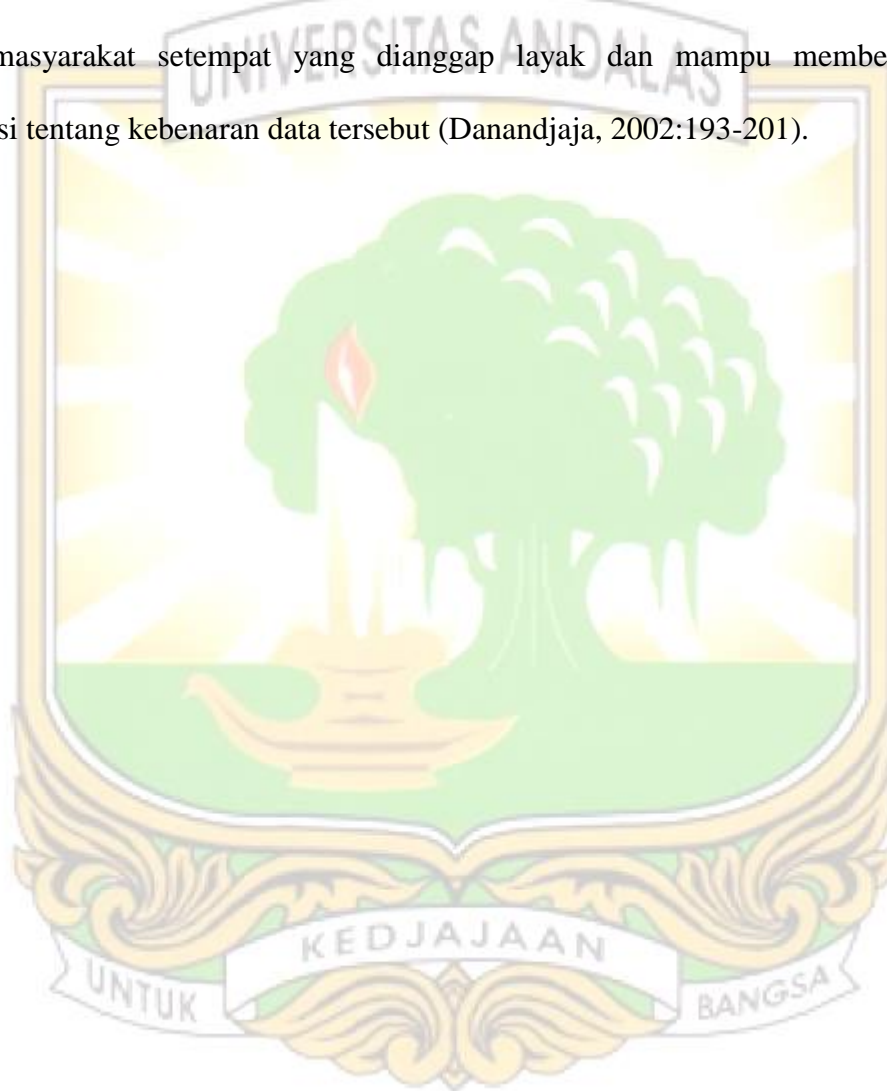 UNIVERSITAS ANDALAS
masyarakat setempat yang dianggap layak dan mampu membe
si tentang kebenaran data tersebut (Danandjaja, 2002:193-201).
UNTUK KEDJAJAAN BANGSA